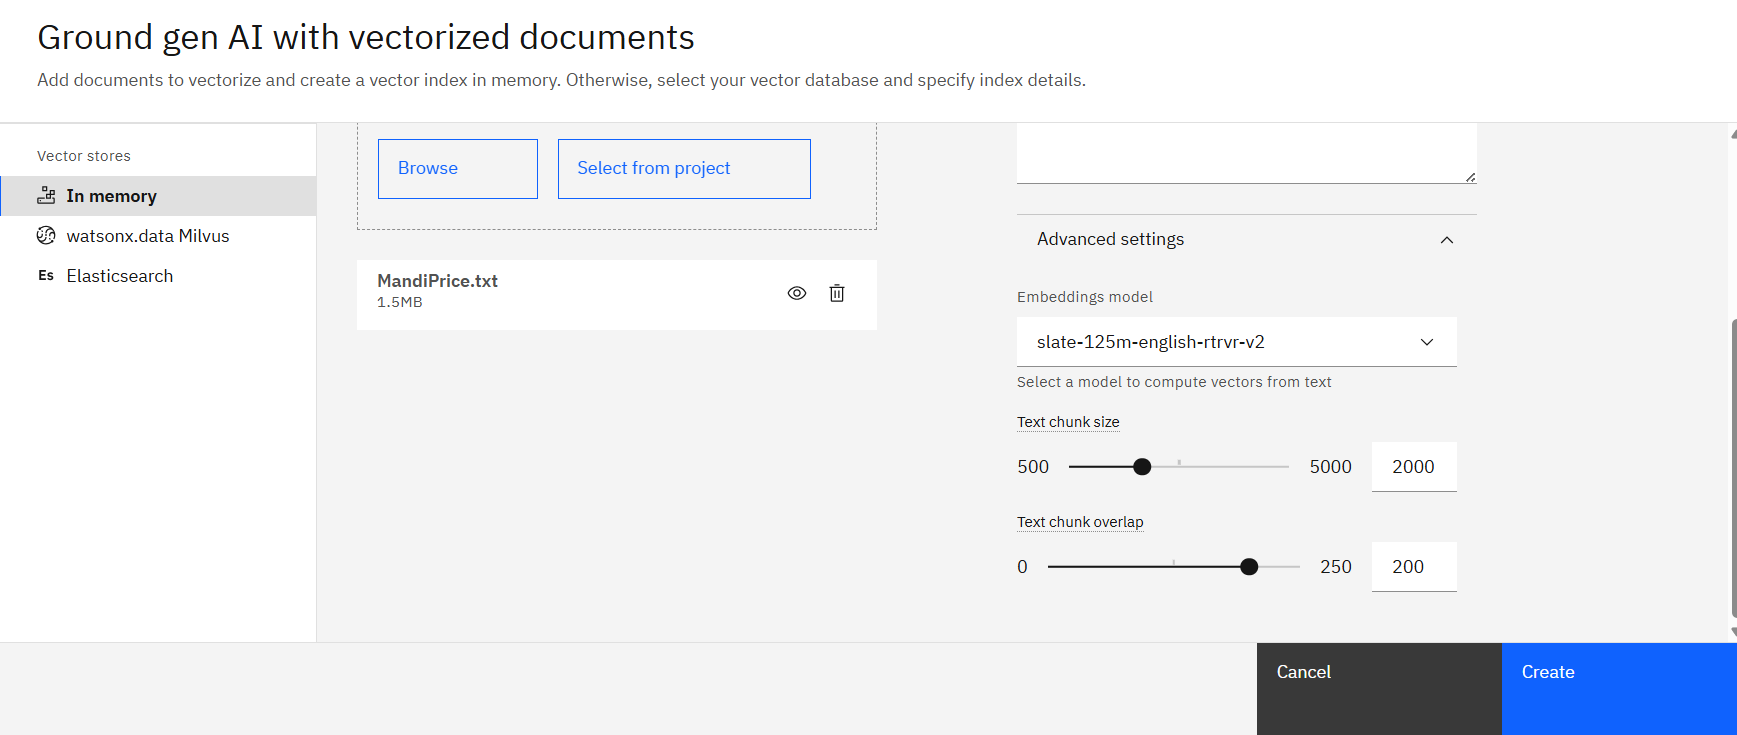 Ground gen AI with vectorized documents
Add documents to vectorize and create a vector index in memory. Otherwise, select your vector database and specify index details.
Vector stores
In memory
watsonx.data Milvus
Es Elasticsearch
Browse
Select from project
MandiPrice.txt
1.5MB
Advanced settings
Embeddings model
slate-125m-english-rtrvr-v2
Select a model to compute vectors from text
Text chunk size
500 5000 2000
Text chunk overlap
0 250 200
Cancel
Create